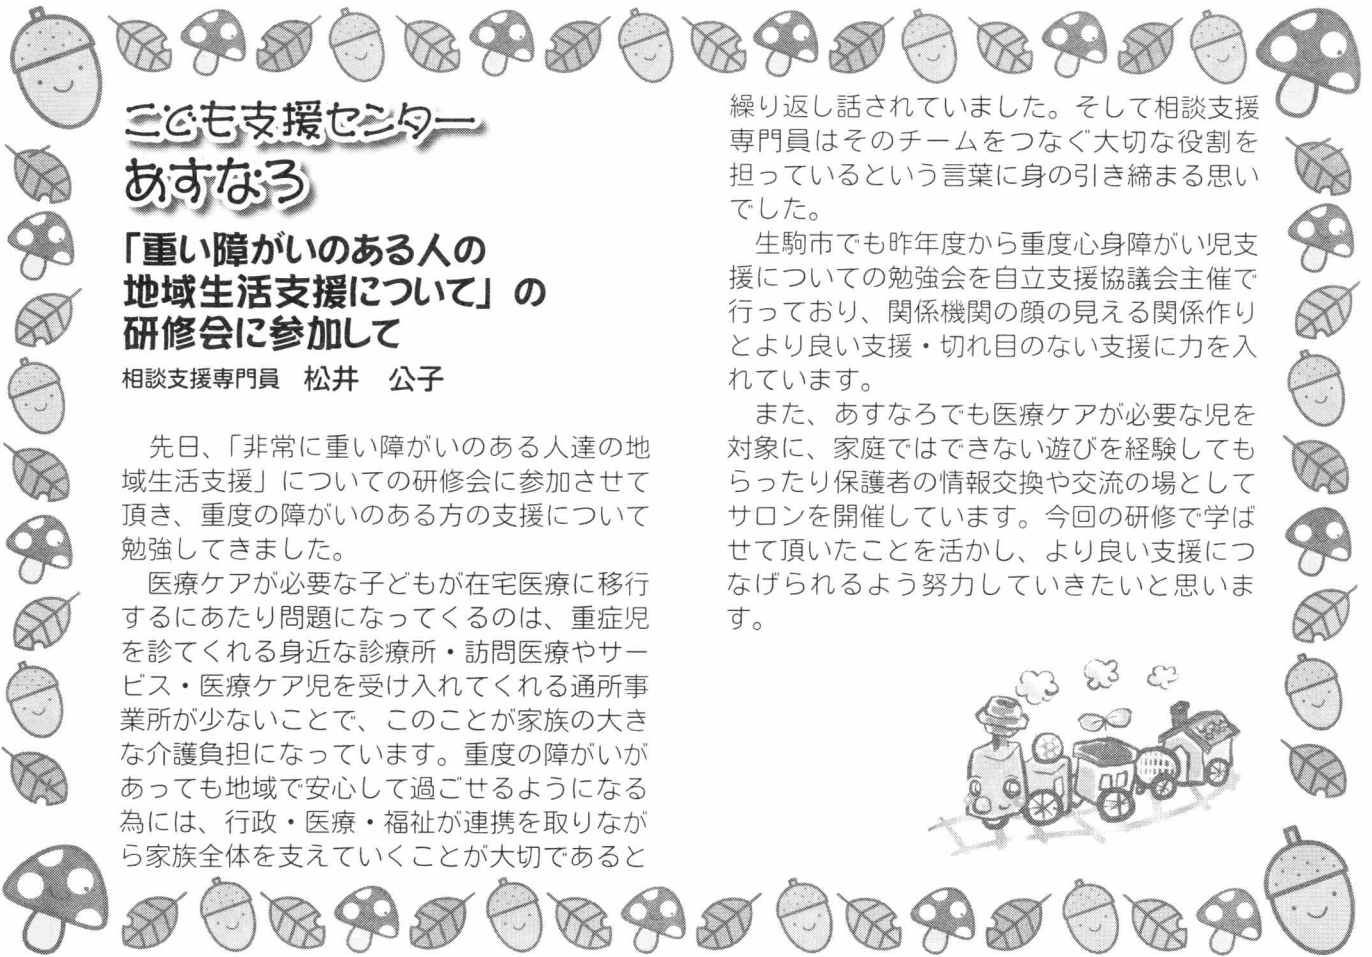 こども支援センター
あすなろ
「重い障がいのある人の
地域生活支援について」の
研修会に参加して
相談支援専門員　松井　公子
　先日、「非常に重い障がいのある人達の地
域生活支援」についての研修会に参加させて
頂き、重度の障がいのある方の支援について
勉強してきました。
　医療ケアが必要な子どもが在宅医療に移行
するにあたり問題になってくるのは、重症児
を診てくれる身近な診療所・訪問医療やサー
ビス・医療ケア児を受け入れてくれる通所事
業所が少ないことで、このことが家族の大き
な介護負担になっています。重度の障がいが
あっても地域で安心して過ごせるようになる
為には、行政・医療・福祉が連携を取りなが
ら家族全体を支えていくことが大切であると
繰り返し話されていました。そして相談支援
専門員はそのチームをつなぐ大切な役割を
担っているという言葉に身の引き締まる思い
でした。
　生駒市でも昨年度から重度心身障がい児支
援についての勉強会を自立支援協議会主催で
行っており、関係機関の顔の見える関係作り
とより良い支援・切れ目のない支援に力を入
れています。
　また、あすなろでも医療ケアが必要な児を
対象に、家庭ではできない遊びを経験しても
らったり保護者の情報交換や交流の場として
サロンを開催しています。今回の研修で学ば
せて頂いたことを活かし、より良い支援につ
なげられるよう努力していきたいと思いま
す。